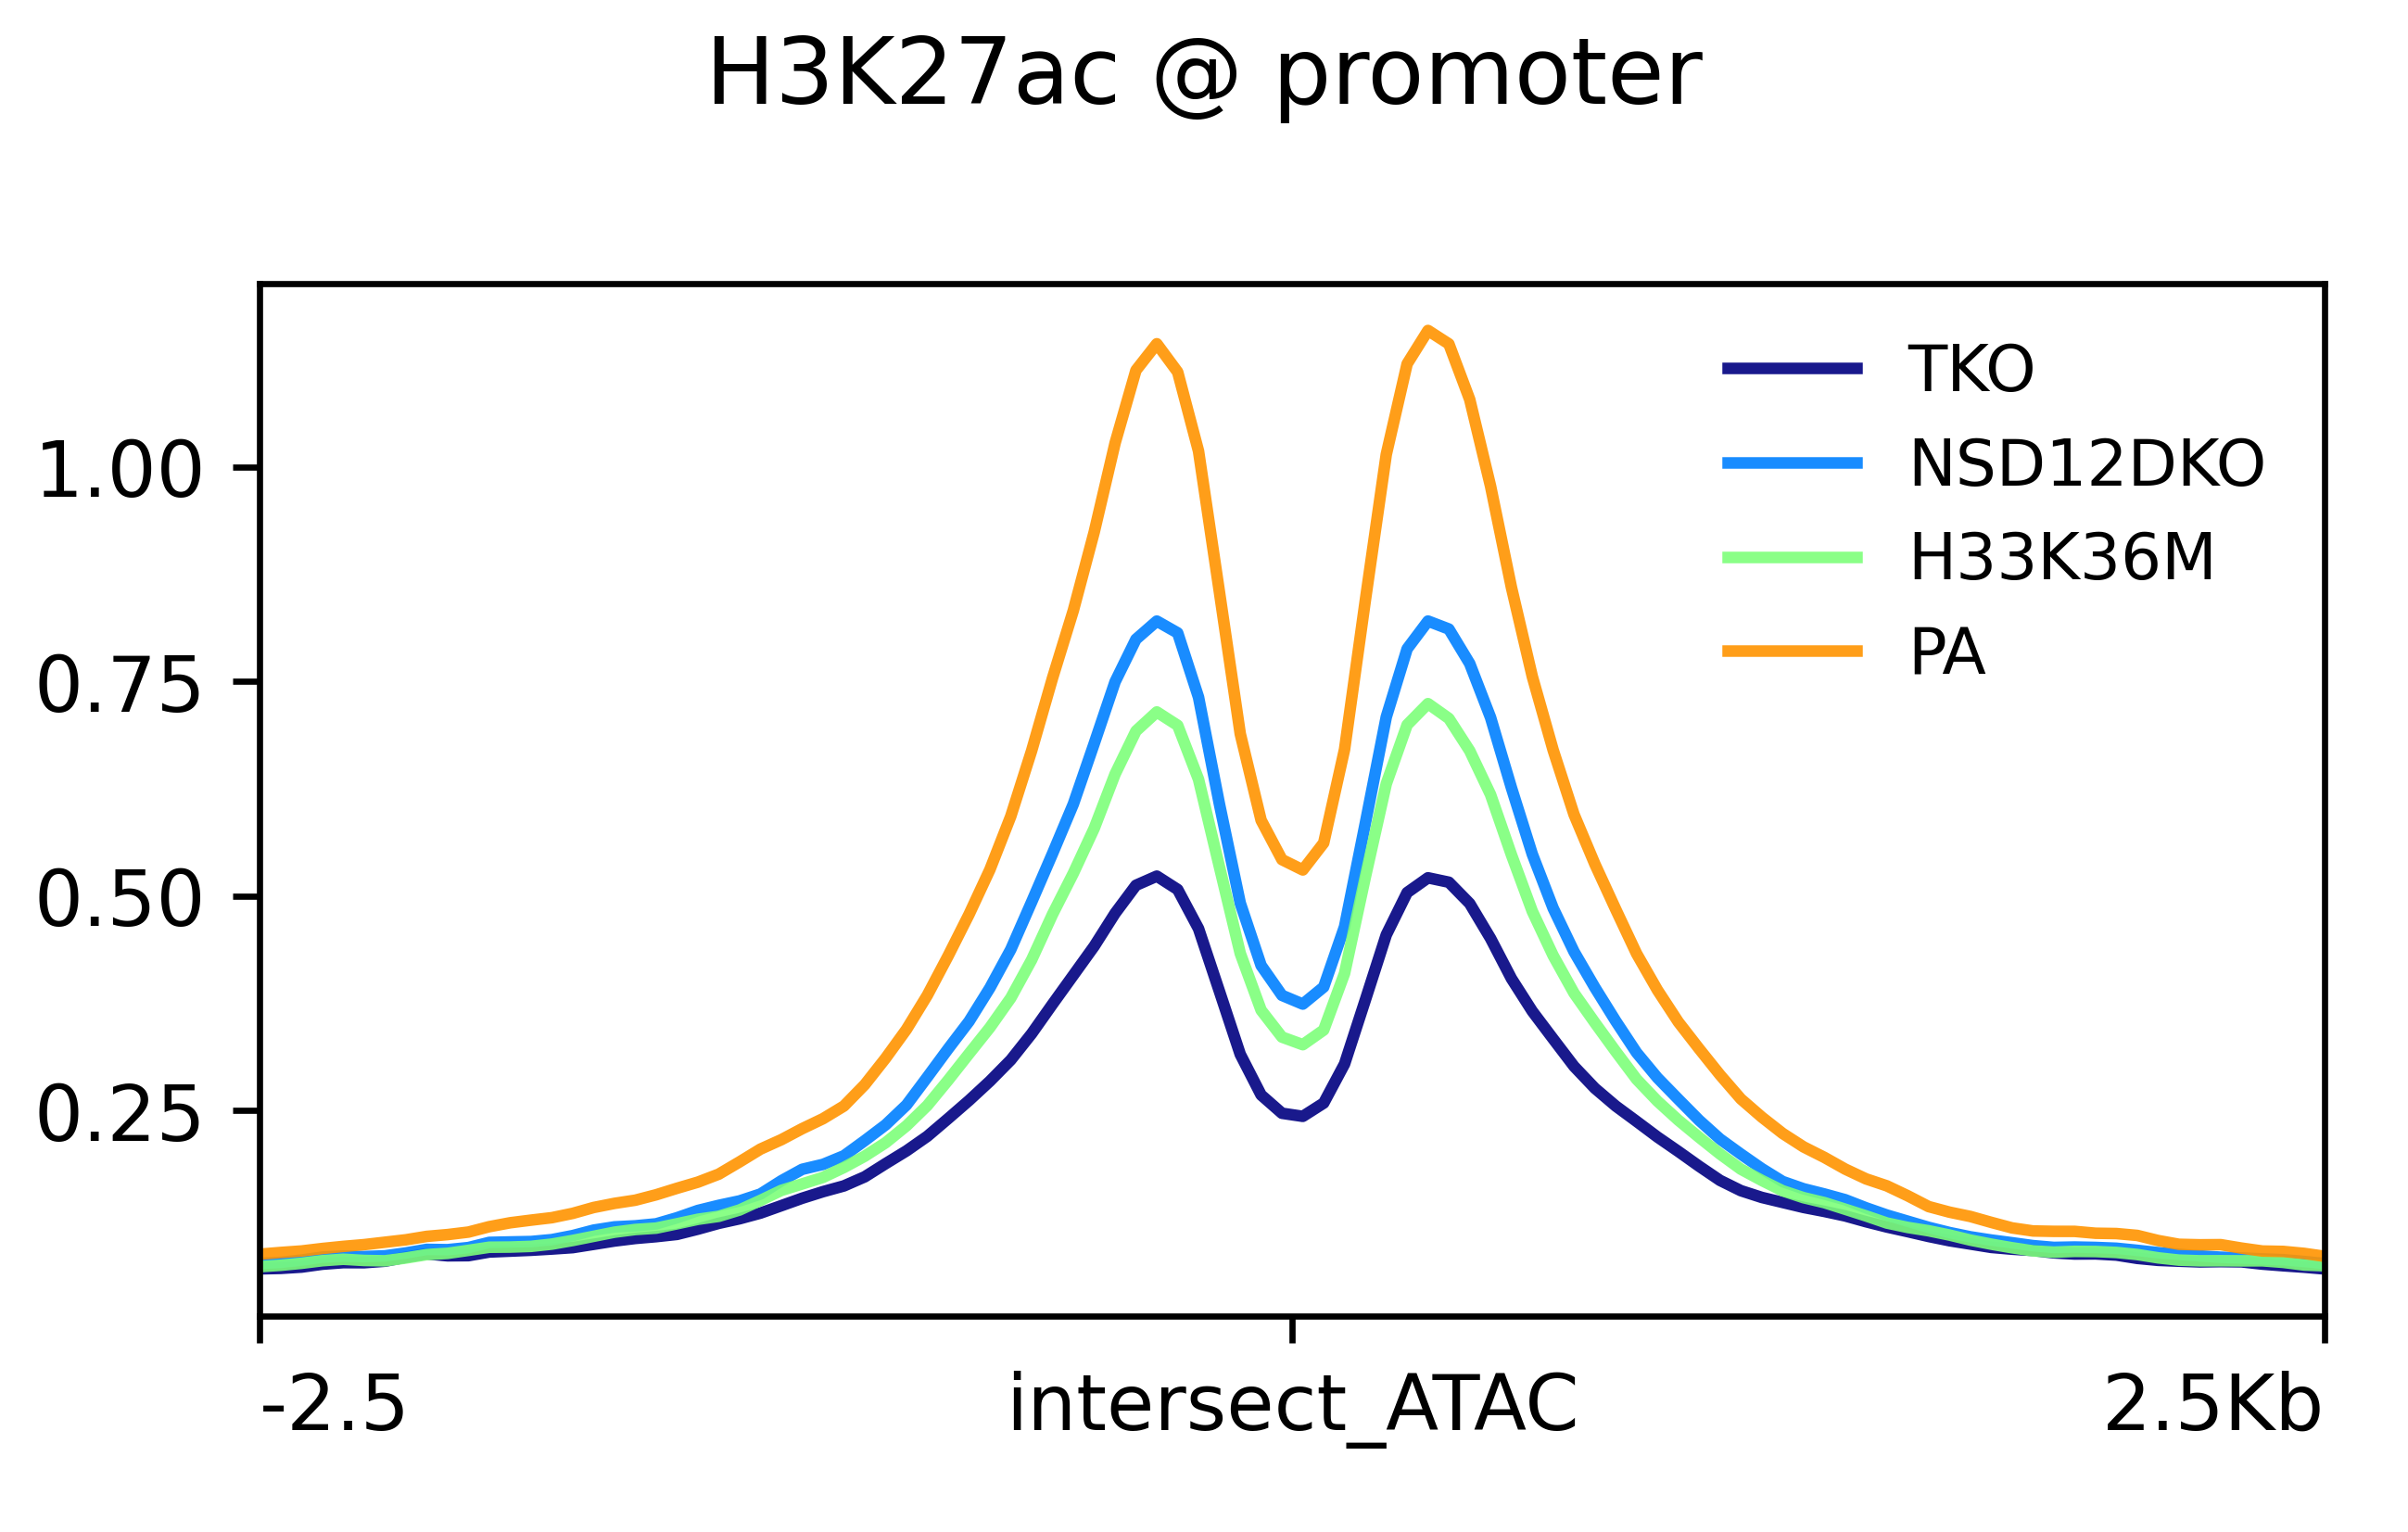 H3K27ac @ promoter
TKO
NSD12DKO
H33K36M
PA
1.00
0.75
0.50
0.25
-2.5
intersect_ATAC
2.5Kb